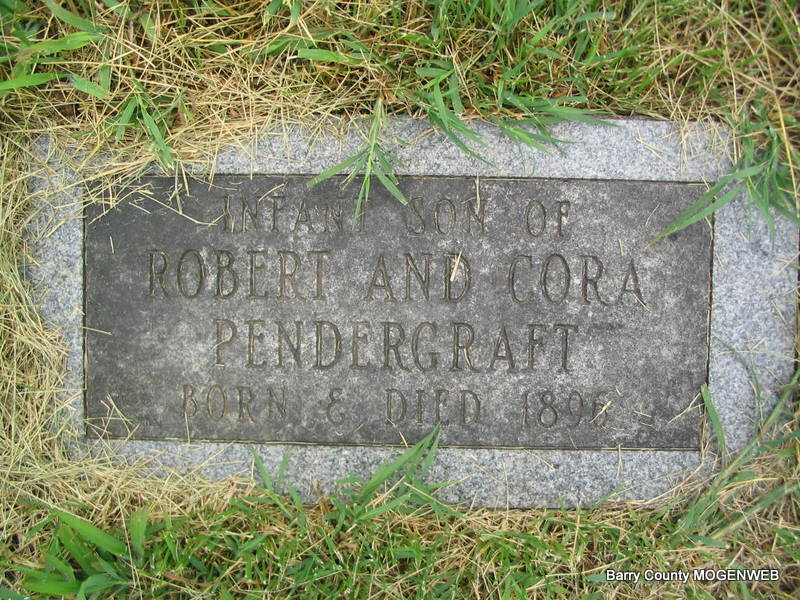 INFANT SON OF
ROBERT AND CORA
PENDERGRAFT
BORN & DIED 1896
Barry County MOGENWEB